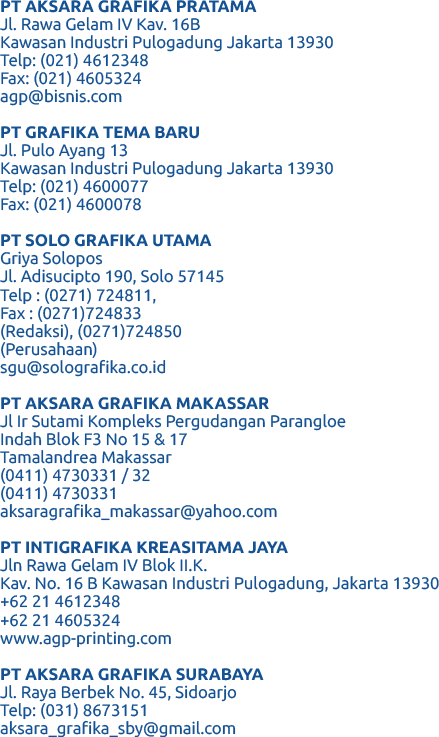 PT AKSARA GRAFIKA PRATAMA
Jl. Rawa Gelam IV Kav. 16B
Kawasan Industri Pulogadung Jakarta 13930
Telp: (021) 4612348
Fax: (021) 4605324
agp@bisnis.com
PT GRAFIKA TEMA BARU
Jl. Pulo Ayang 13
Kawasan Industri Pulogadung Jakarta 13930
Telp: (021) 4600077
Fax: (021) 4600078
PT SOLO GRAFIKA UTAMA
Griya Solopos
Jl. Adisucipto 190, Solo 57145
Telp : (0271) 724811,
Fax : (0271)724833
(Redaksi), (0271)724850
(Perusahaan)
sgu@solografika.co.id
PT AKSARA GRAFIKA MAKASSAR
Jl Ir Sutami Kompleks Pergudangan Parangloe
Indah Blok F3 No 15 & 17
Tamalandrea Makassar
(0411) 4730331 / 32
(0411) 4730331
aksaragrafika_makassar@yahoo.com
PT INTIGRAFIKA KREASITAMA JAYA
Jln Rawa Gelam IV Blok II.K.
Kav. No. 16 B Kawasan Industri Pulogadung, Jakarta 13930
+62 21 4612348
+62 21 4605324
www.agp-printing.com
PT AKSARA GRAFIKA SURABAYA
Jl. Raya Berbek No. 45, Sidoarjo
Telp: (031) 8673151
aksara_grafika_sby@gmail.com